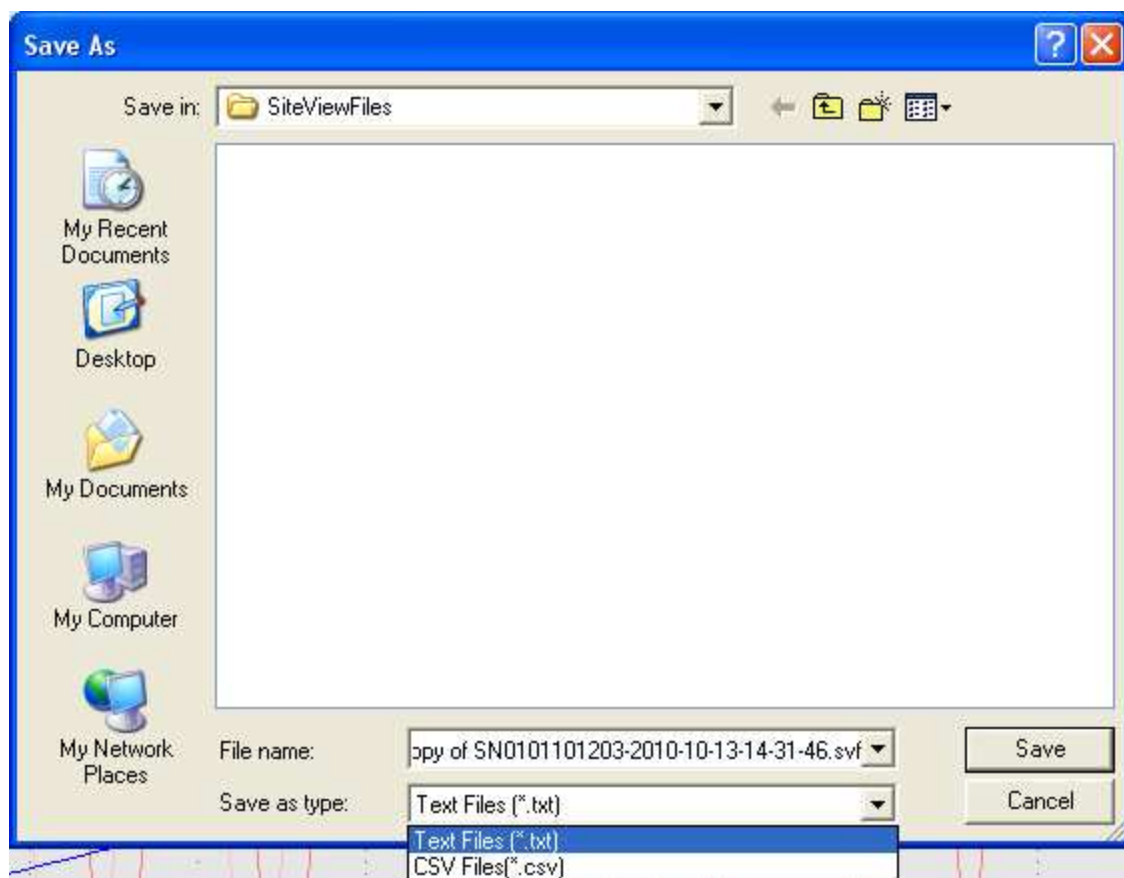 Save As
Save in: SiteViewFiles
My Recent
Documents
Desktop
My Documents
My Computer
My Network
Places
File name: opy of SN0101101203-2010-10-13-14-31-46.svf Save
Save as type: Text Files (*.txt) Cancel
Text Files (*.txt)
CSV Files(*.csv)